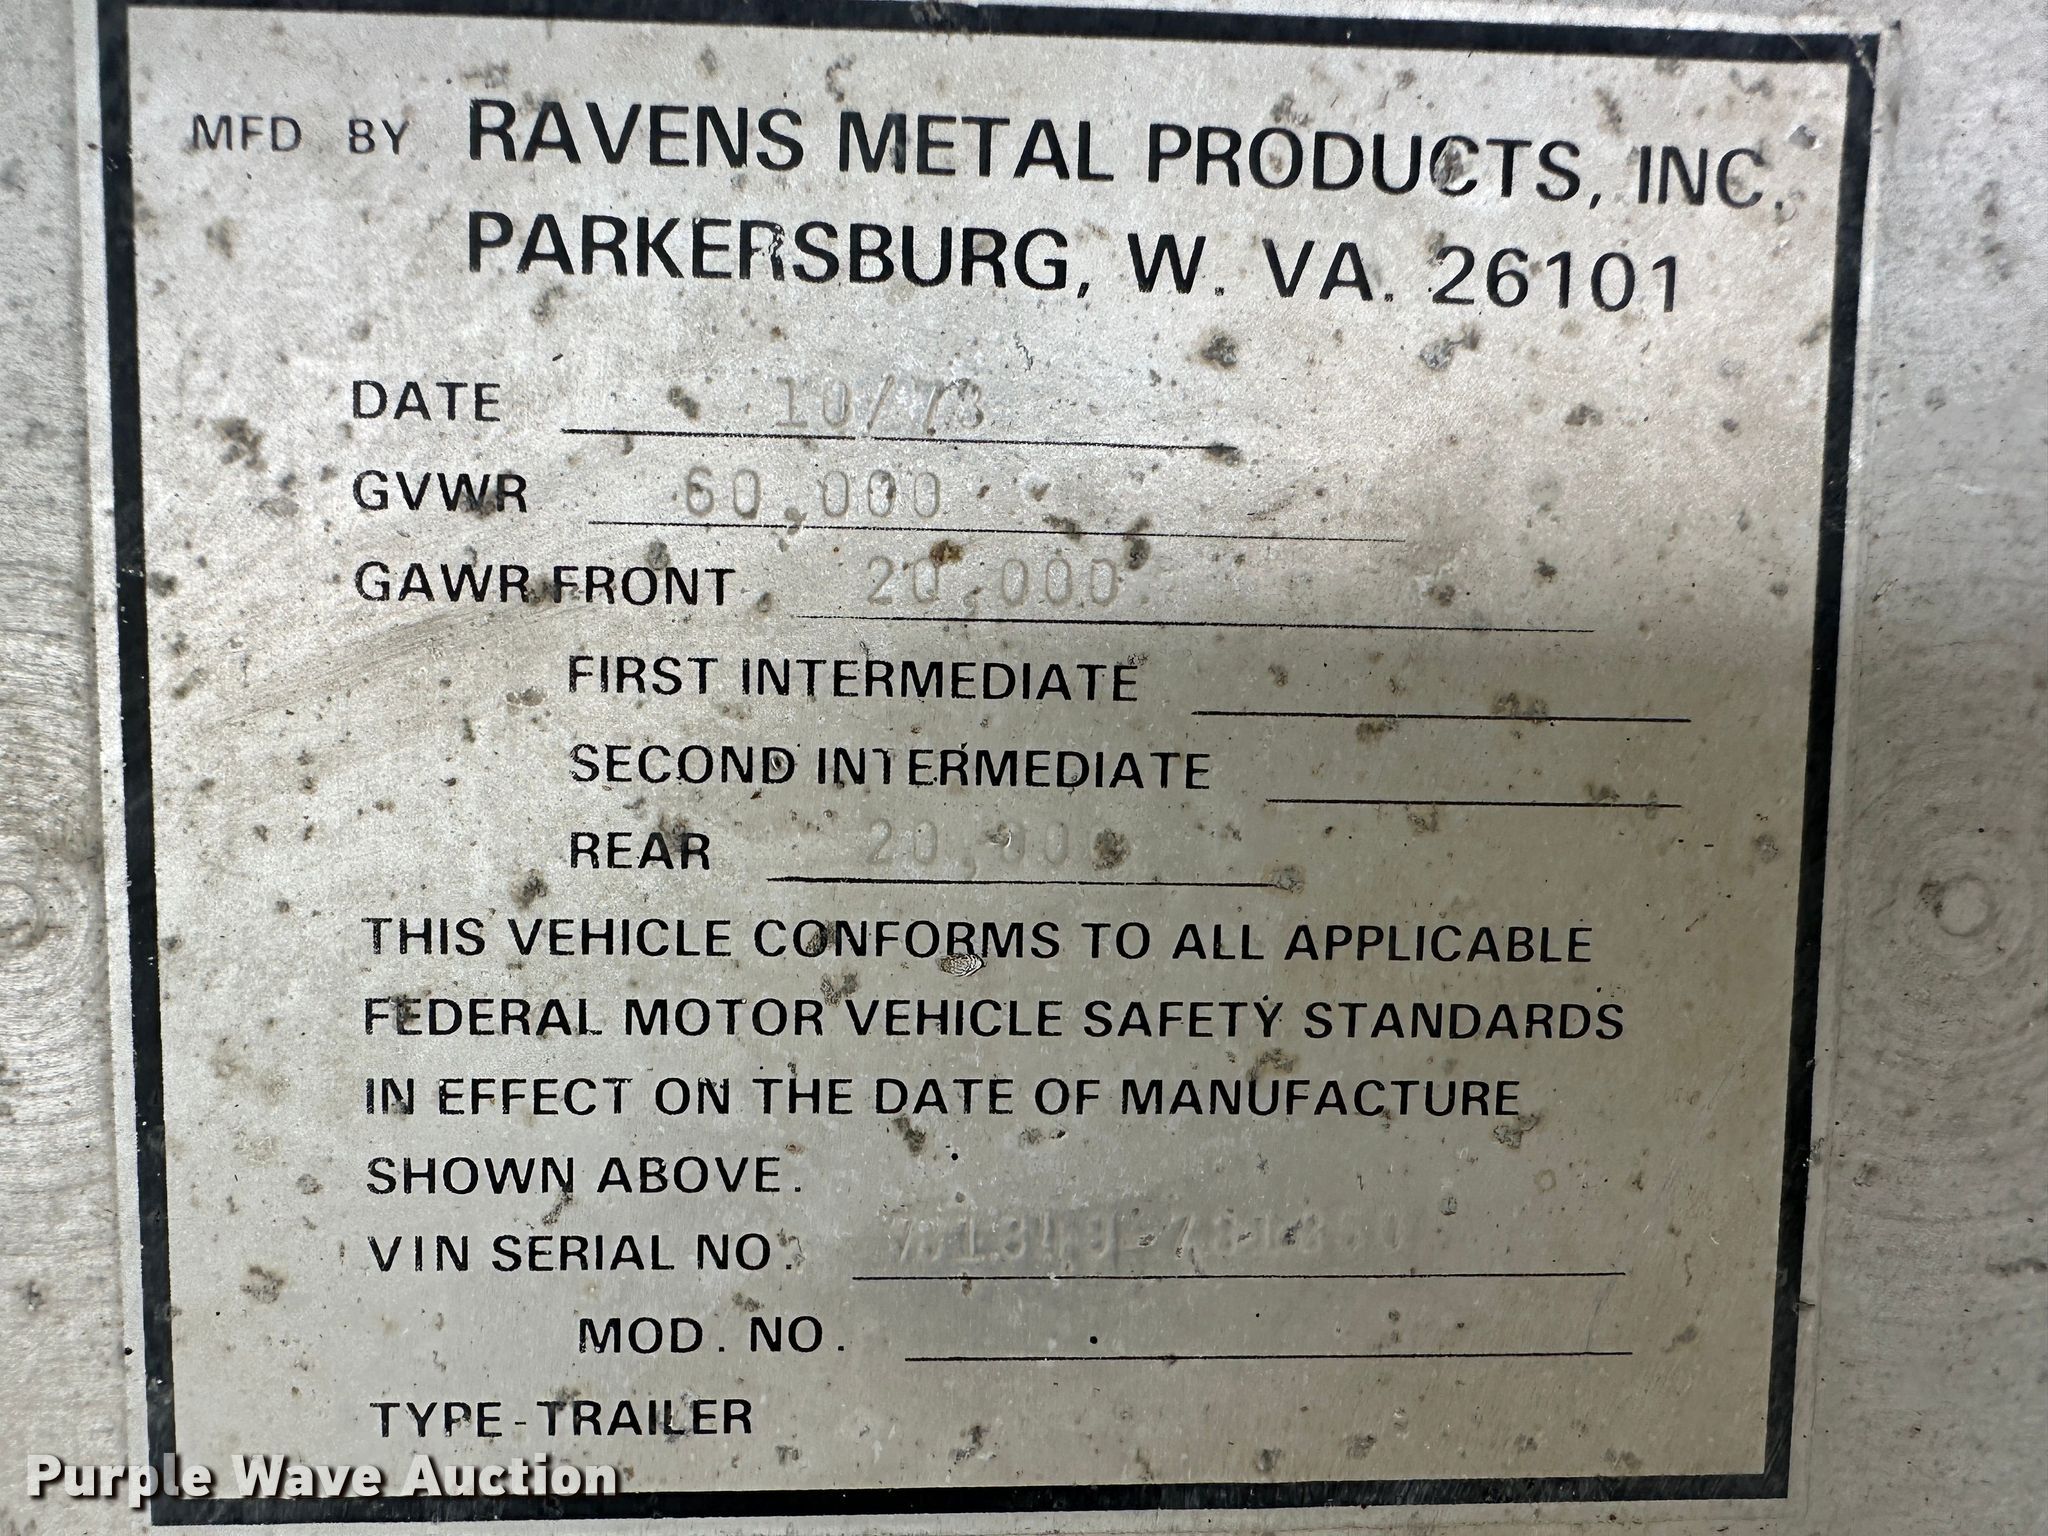 MFD BY RAVENS METAL PRODUCTS, INC.
PARKERSBURG, W. VA. 26101
DATE 10/73
GVWR 60,000
GAWR FRONT 20,000
FIRST INTERMEDIATE
SECOND INTERMEDIATE
REAR 20,000
THIS VEHICLE CONFORMS TO ALL APPLICABLE
FEDERAL MOTOR VEHICLE SAFETY STANDARDS
IN EFFECT ON THE DATE OF MANUFACTURE
SHOWN ABOVE.
VIN SERIAL NO.
MOD. NO.
TYPE-TRAILER
Purple Wave Auction